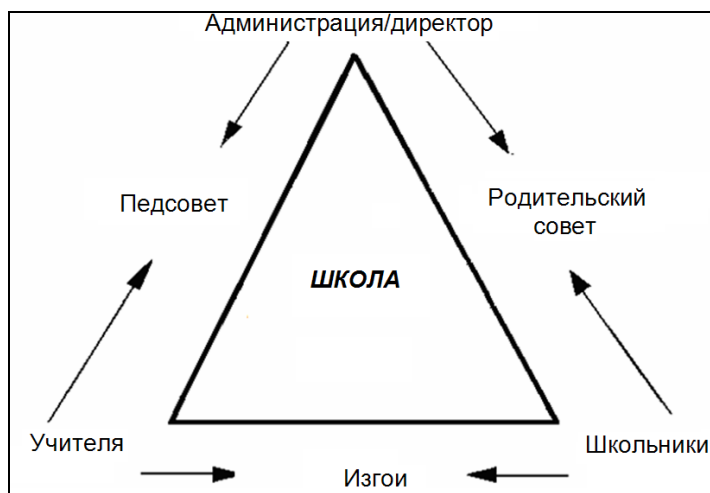 Администрация/директор
Педсовет
Родительский
совет
ШКОЛА
Учителя
Школьники
Изгои